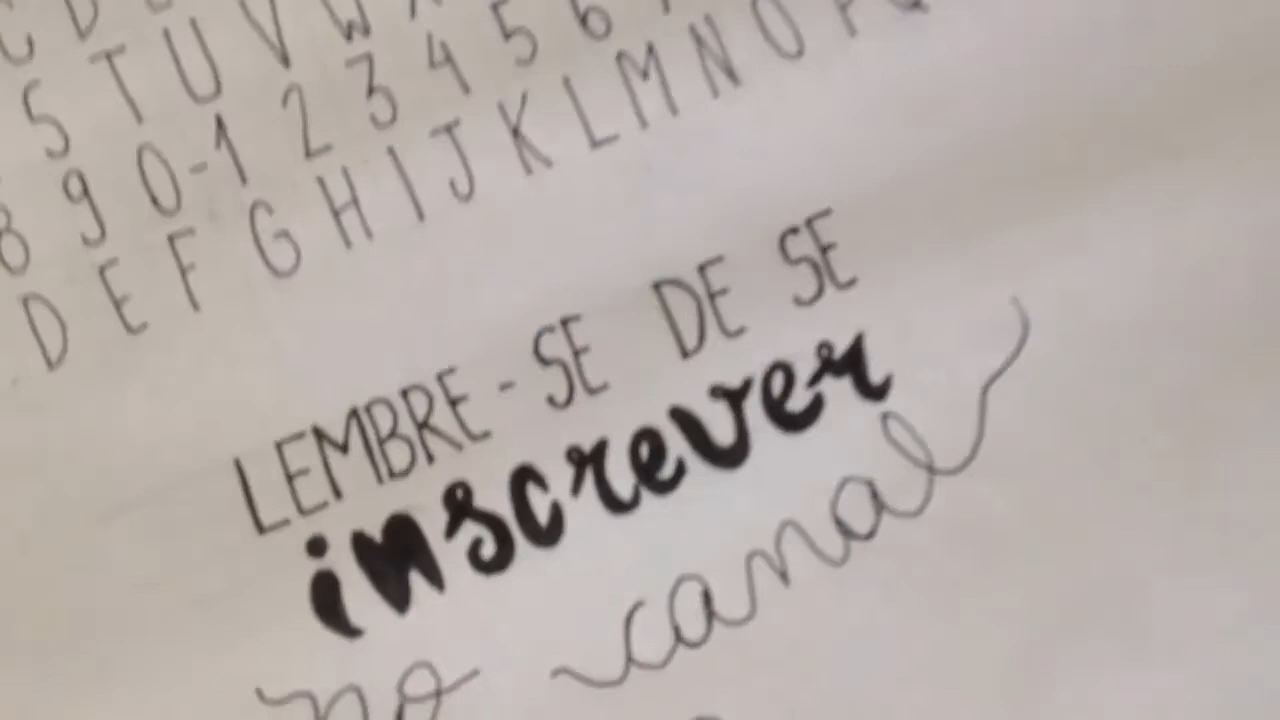 C D
S T U V W
8 9 0-1 2 3 4 5 6
D E F G H I J K L M N O P Q
LEMBRE-SE DE SE
inscrever
no canal